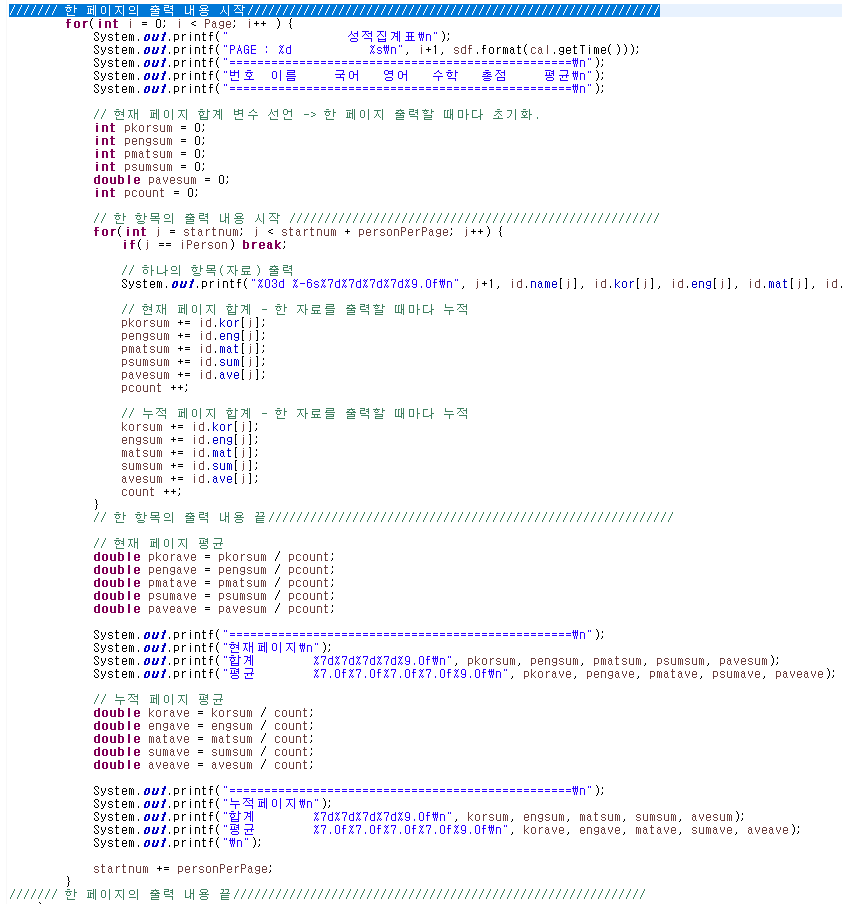 /////// 한 페이지의 출력 내용 시작///////////////////////////////////////////////////////////
for(int i = 0; i < Page; i++ ) {
System.out.printf("                 성적집계표\n");
System.out.printf("PAGE : %d           %s\n", i+1, sdf.format(cal.getTime()));
System.out.printf("=================================================\n");
System.out.printf("번호  이름     국어   영어   수학   총점     평균\n");
System.out.printf("=================================================\n");
// 현재 페이지 합계 변수 선언 -> 한 페이지 출력할 때마다 초기화.
int pkorsum = 0;
int pengsum = 0;
int pmatsum = 0;
int psumsum = 0;
double pavesum = 0;
int pcount = 0;
// 한 항목의 출력 내용 시작 /////////////////////////////////////////////////////
for(int j = startnum; j < startnum + personPerPage; j++) {
if(j == iPerson) break;
// 하나의 항목(자료) 출력
System.out.printf("%03d %-6s%7d%7d%7d%7d%9.0f\n", j+1, id.name[j], id.kor[j], id.eng[j], id.mat[j], id.
// 현재 페이지 합계 - 한 자료를 출력할 때마다 누적
pkorsum += id.kor[j];
pengsum += id.eng[j];
pmatsum += id.mat[j];
psumsum += id.sum[j];
pavesum += id.ave[j];
pcount ++;
// 누적 페이지 합계 - 한 자료를 출력할 때마다 누적
korsum += id.kor[j];
engsum += id.eng[j];
matsum += id.mat[j];
sumsum += id.sum[j];
avesum += id.ave[j];
count ++;
}
// 한 항목의 출력 내용 끝//////////////////////////////////////////////////////////
// 현재 페이지 평균
double pkorave = pkorsum / pcount;
double pengave = pengsum / pcount;
double pmatave = pmatsum / pcount;
double psumave = psumsum / pcount;
double paveave = pavesum / pcount;
System.out.printf("=================================================\n");
System.out.printf("현재페이지\n");
System.out.printf("합계        %7d%7d%7d%7d%9.0f\n", pkorsum, pengsum, pmatsum, psumsum, pavesum);
System.out.printf("평균        %7.0f%7.0f%7.0f%7.0f%9.0f\n", pkorave, pengave, pmatave, psumave, paveave);
// 누적 페이지 평균
double korave = korsum / count;
double engave = engsum / count;
double matave = matsum / count;
double sumave = sumsum / count;
double aveave = avesum / count;
System.out.printf("=================================================\n");
System.out.printf("누적페이지\n");
System.out.printf("합계        %7d%7d%7d%7d%9.0f\n", korsum, engsum, matsum, sumsum, avesum);
System.out.printf("평균        %7.0f%7.0f%7.0f%7.0f%9.0f\n", korave, engave, matave, sumave, aveave);
System.out.printf("\n");
startnum += personPerPage;
}
/////// 한 페이지의 출력 내용 끝///////////////////////////////////////////////////////////